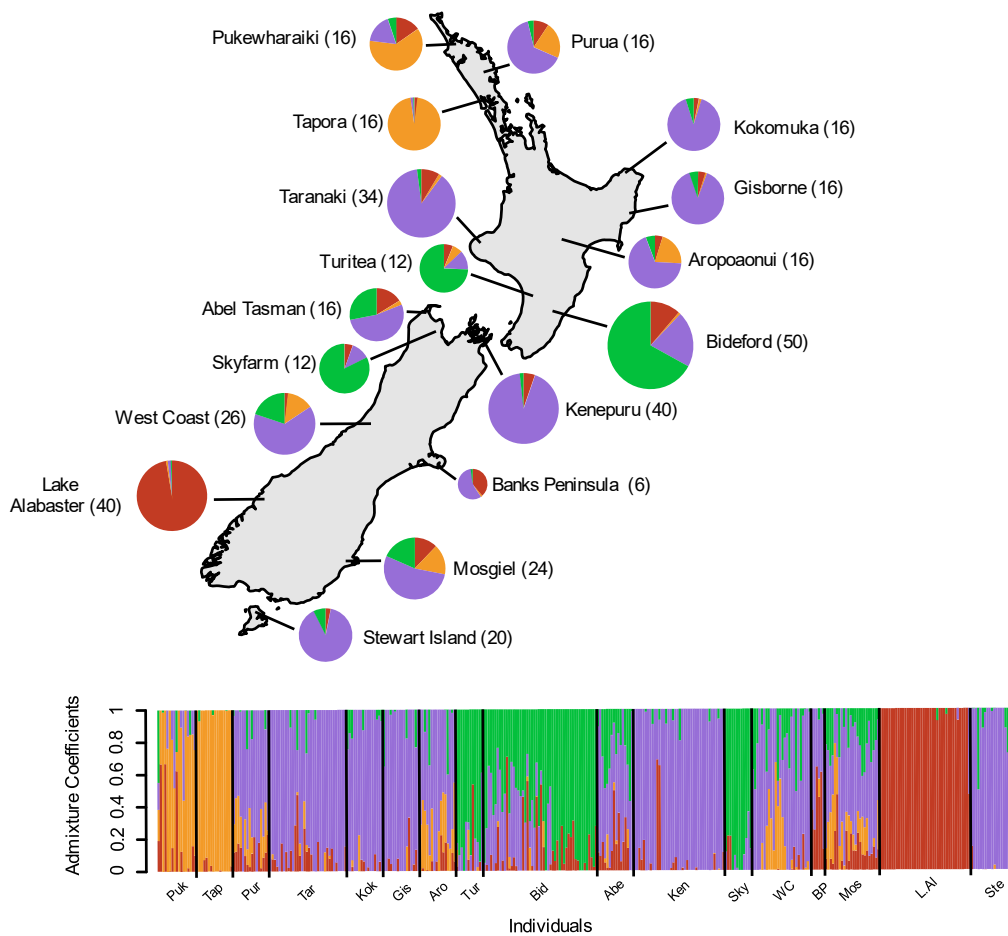 Pukewharaiki (16)
Purua (16)
Tapora (16)
Kokomuka (16)
Taranaki (34)
Gisborne (16)
Turitea (12)
Aropoaonui (16)
Abel Tasman (16)
Bideford (50)
Skyfarm (12)
West Coast (26)
Kenepuru (40)
Lake
Alabaster (40)
Banks Peninsula (6)
Mosgiel (24)
Stewart Island (20)
Admixture Coefficients
1
0.8
0.6
0.4
0.2
0
Puk
Tap
Pur
Tar
Kok
Gis
Aro
Tur
Bid
Abe
Ken
Sky
WC
BP
Mos
L.Al
Ste
Individuals